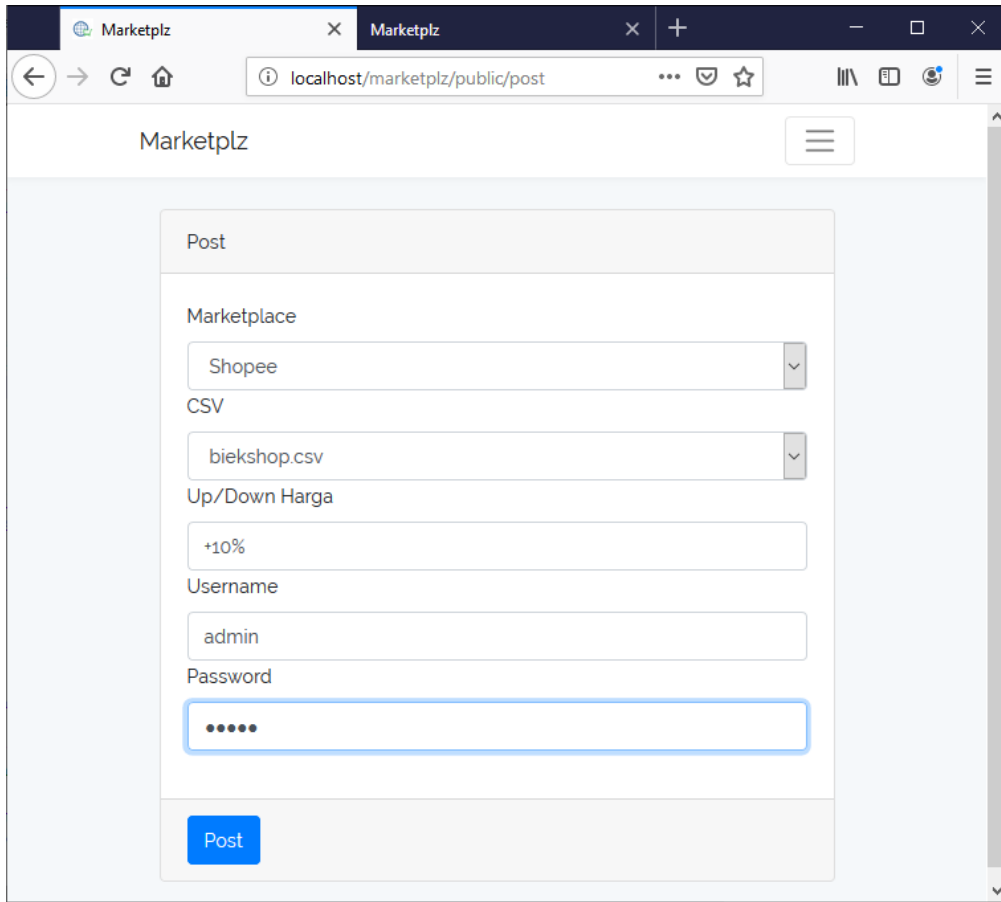 Marketplz
Marketplz
localhost/marketplz/public/post
Marketplz
Post
Marketplace
Shopee
CSV
biekshop.csv
Up/Down Harga
+10%
Username
admin
Password
●●●●●
Post